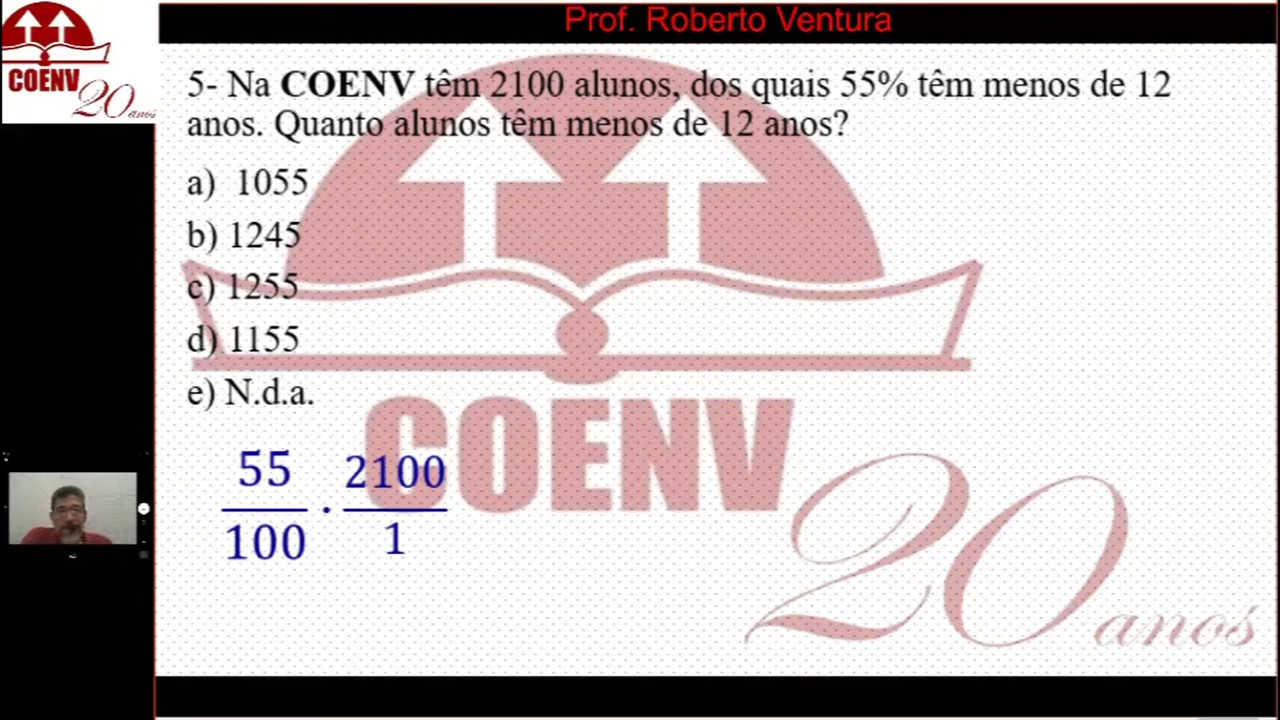 Prof. Roberto Ventura
COENV
20 anos
5- Na COENV têm 2100 alunos, dos quais 55% têm menos de 12
anos. Quanto alunos têm menos de 12 anos?
a) 1055
b) 1245
c) 1255
d) 1155
e) N.d.a.
55/100 · 2100/1
COENV
20 anos